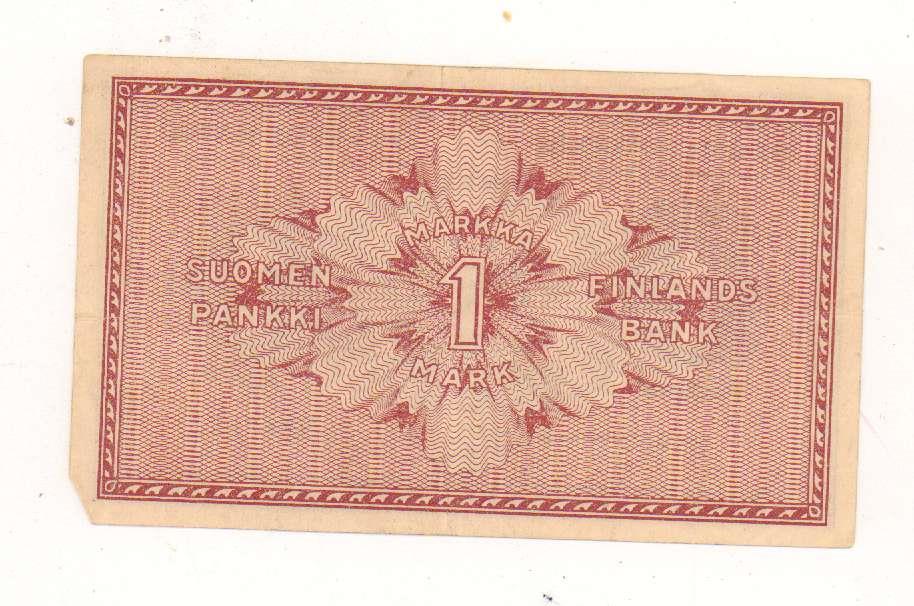 MARKKA
SUOMEN
PANKKI
1
FINLANDS
BANK
MARK